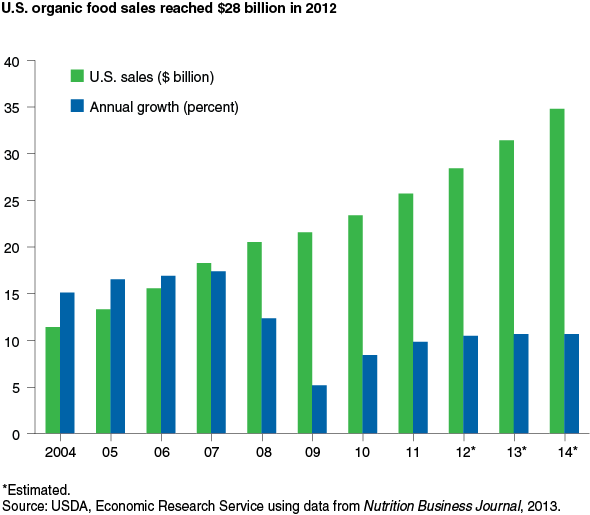 U.S. organic food sales reached $28 billion in 2012
40
35
30
25
20
15
10
5
0
U.S. sales ($ billion)
Annual growth (percent)
2004 05 06 07 08 09 10 11 12* 13* 14*
*Estimated.
Source: USDA, Economic Research Service using data from Nutrition Business Journal, 2013.